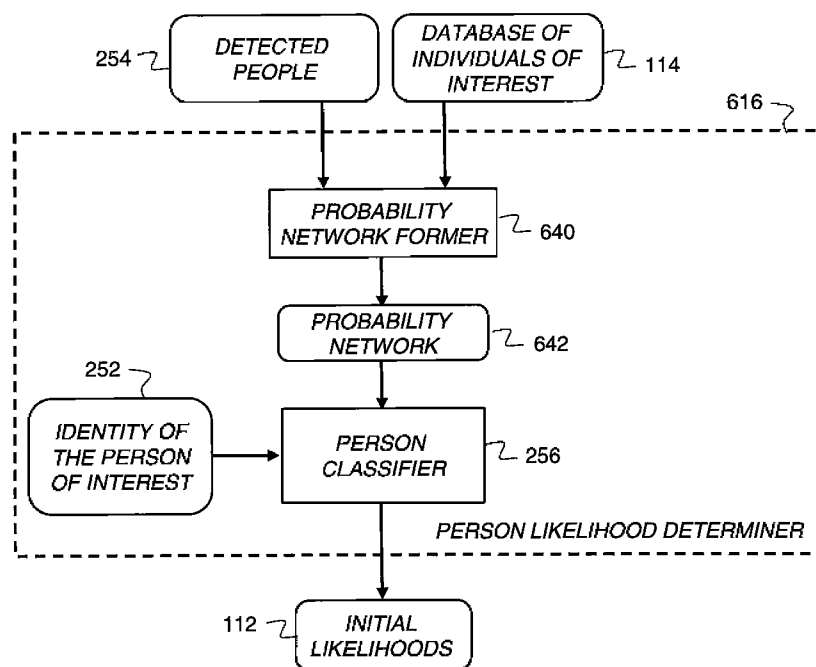 DETECTED
PEOPLE
254
DATABASE OF
INDIVIDUALS OF
INTEREST
114
616
PROBABILITY
NETWORK FORMER
640
PROBABILITY
NETWORK
642
252
IDENTITY OF
THE PERSON
OF INTEREST
PERSON
CLASSIFIER
256
PERSON LIKELIHOOD DETERMINER
112
INITIAL
LIKELIHOODS